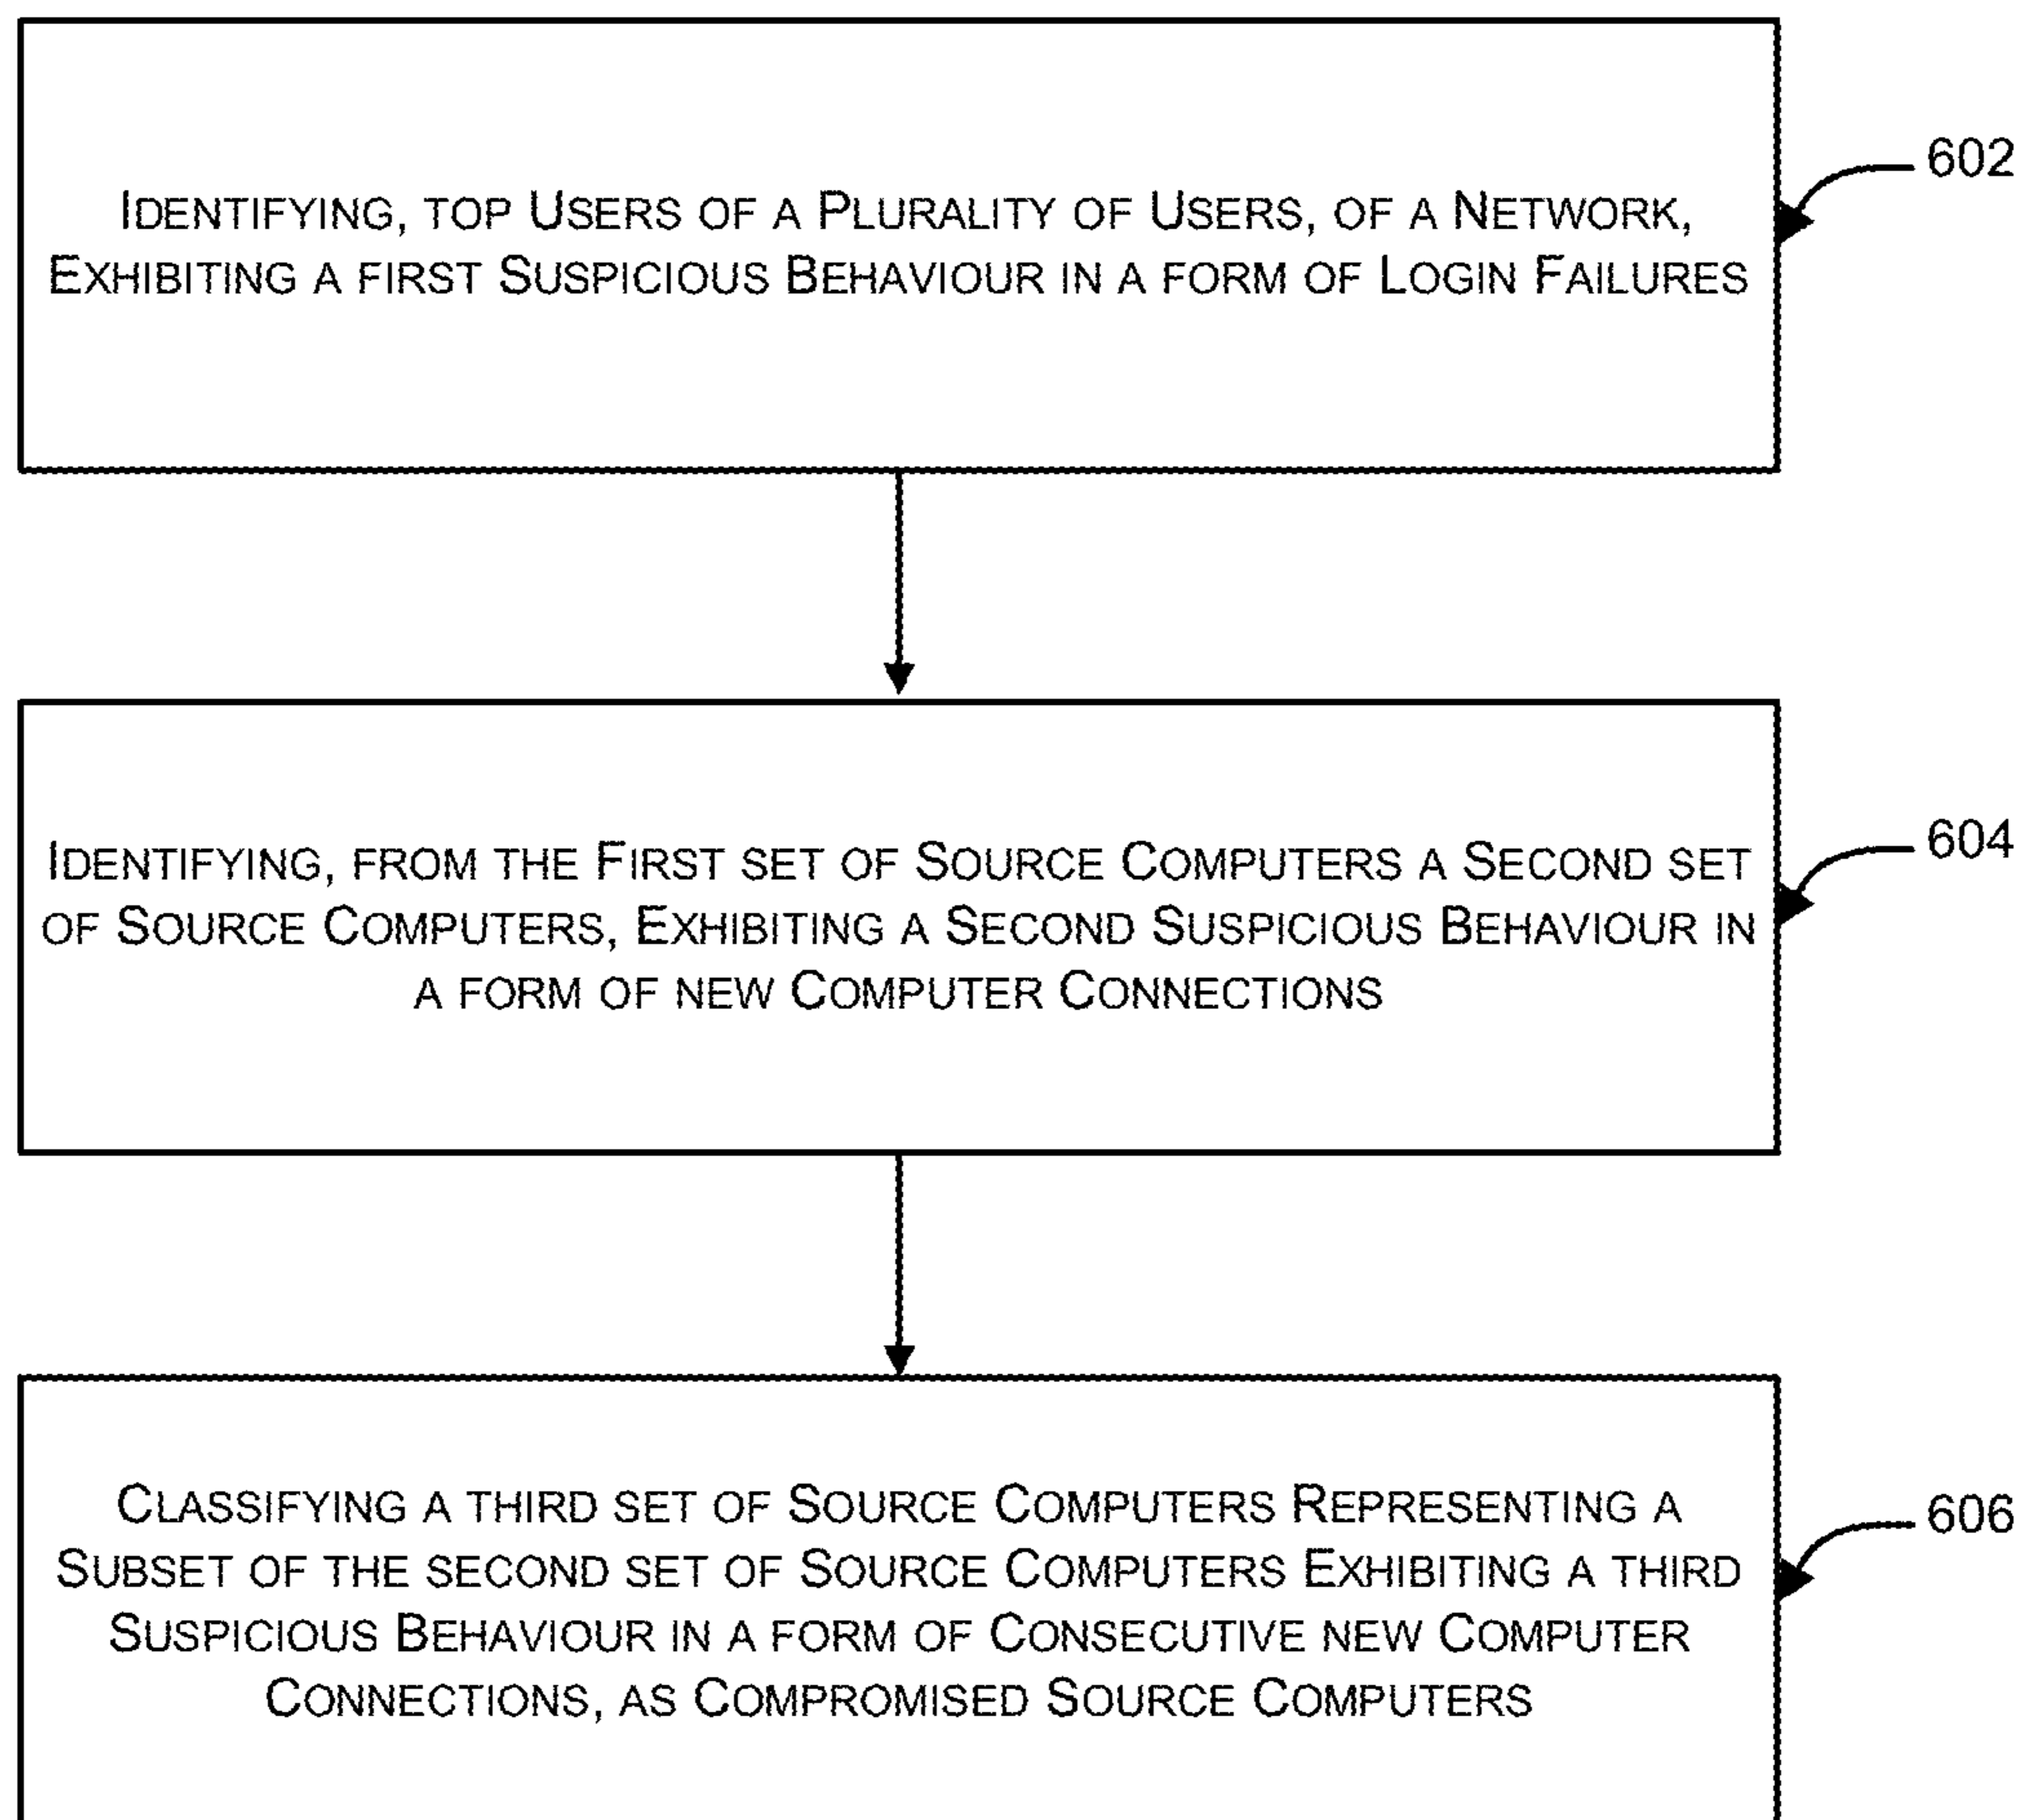 IDENTIFYING, TOP USERS OF A PLURALITY OF USERS, OF A NETWORK,
EXHIBITING A FIRST SUSPICIOUS BEHAVIOUR IN A FORM OF LOGIN FAILURES
602
IDENTIFYING, FROM THE FIRST SET OF SOURCE COMPUTERS A SECOND SET
OF SOURCE COMPUTERS, EXHIBITING A SECOND SUSPICIOUS BEHAVIOUR IN
A FORM OF NEW COMPUTER CONNECTIONS
604
CLASSIFYING A THIRD SET OF SOURCE COMPUTERS REPRESENTING A
SUBSET OF THE SECOND SET OF SOURCE COMPUTERS EXHIBITING A THIRD
SUSPICIOUS BEHAVIOUR IN A FORM OF CONSECUTIVE NEW COMPUTER
CONNECTIONS, AS COMPROMISED SOURCE COMPUTERS
606